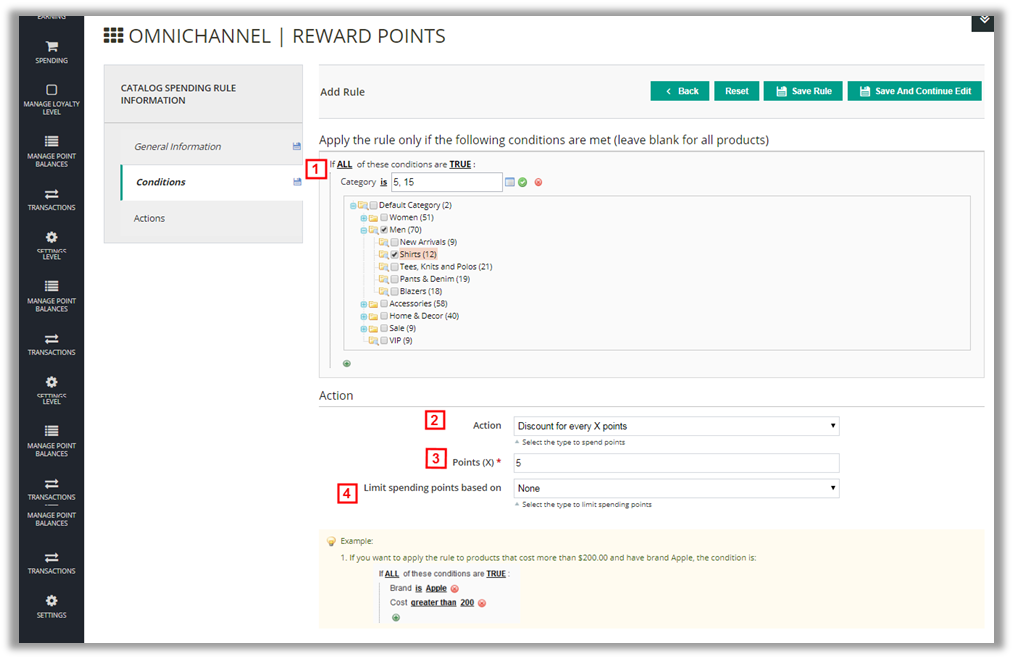 EARNING
SPENDING
MANAGE LOYALTY
LEVEL
MANAGE POINT
BALANCES
TRANSACTIONS
SETTINGS
LEVEL
MANAGE POINT
BALANCES
TRANSACTIONS
SETTINGS
LEVEL
MANAGE POINT
BALANCES
TRANSACTIONS
MANAGE POINT
BALANCES
TRANSACTIONS
SETTINGS
OMNICHANNEL | REWARD POINTS
CATALOG SPENDING RULE
INFORMATION
General Information
Conditions
Actions
Add Rule
Back Reset Save Rule Save And Continue Edit
Apply the rule only if the following conditions are met (leave blank for all products)
1
If ALL of these conditions are TRUE :
Category is 5, 15
Default Category (2)
Women (51)
Men (70)
New Arrivals (9)
Shirts (12)
Tees, Knits and Polos (21)
Pants & Denim (19)
Blazers (18)
Accessories (58)
Home & Decor (40)
Sale (9)
VIP (9)
Action
2 Action Discount for every X points
Select the type to spend points
3 Points (X) * 5
4 Limit spending points based on None
Select the type to limit spending points
Example:
1. If you want to apply the rule to products that cost more than $200.00 and have brand Apple, the condition is:
If ALL of these conditions are TRUE :
Brand is Apple
Cost greater than 200